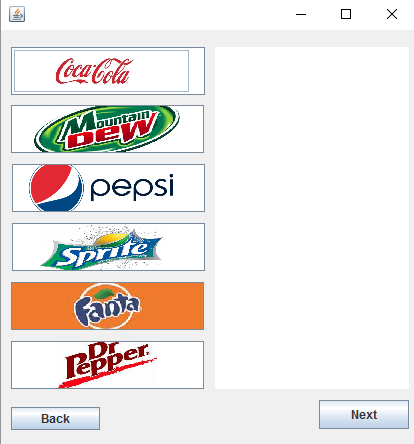 Coca-Cola
Mountain
Dew
pepsi
Sprite
Fanta
Dr
Pepper
Back
Next